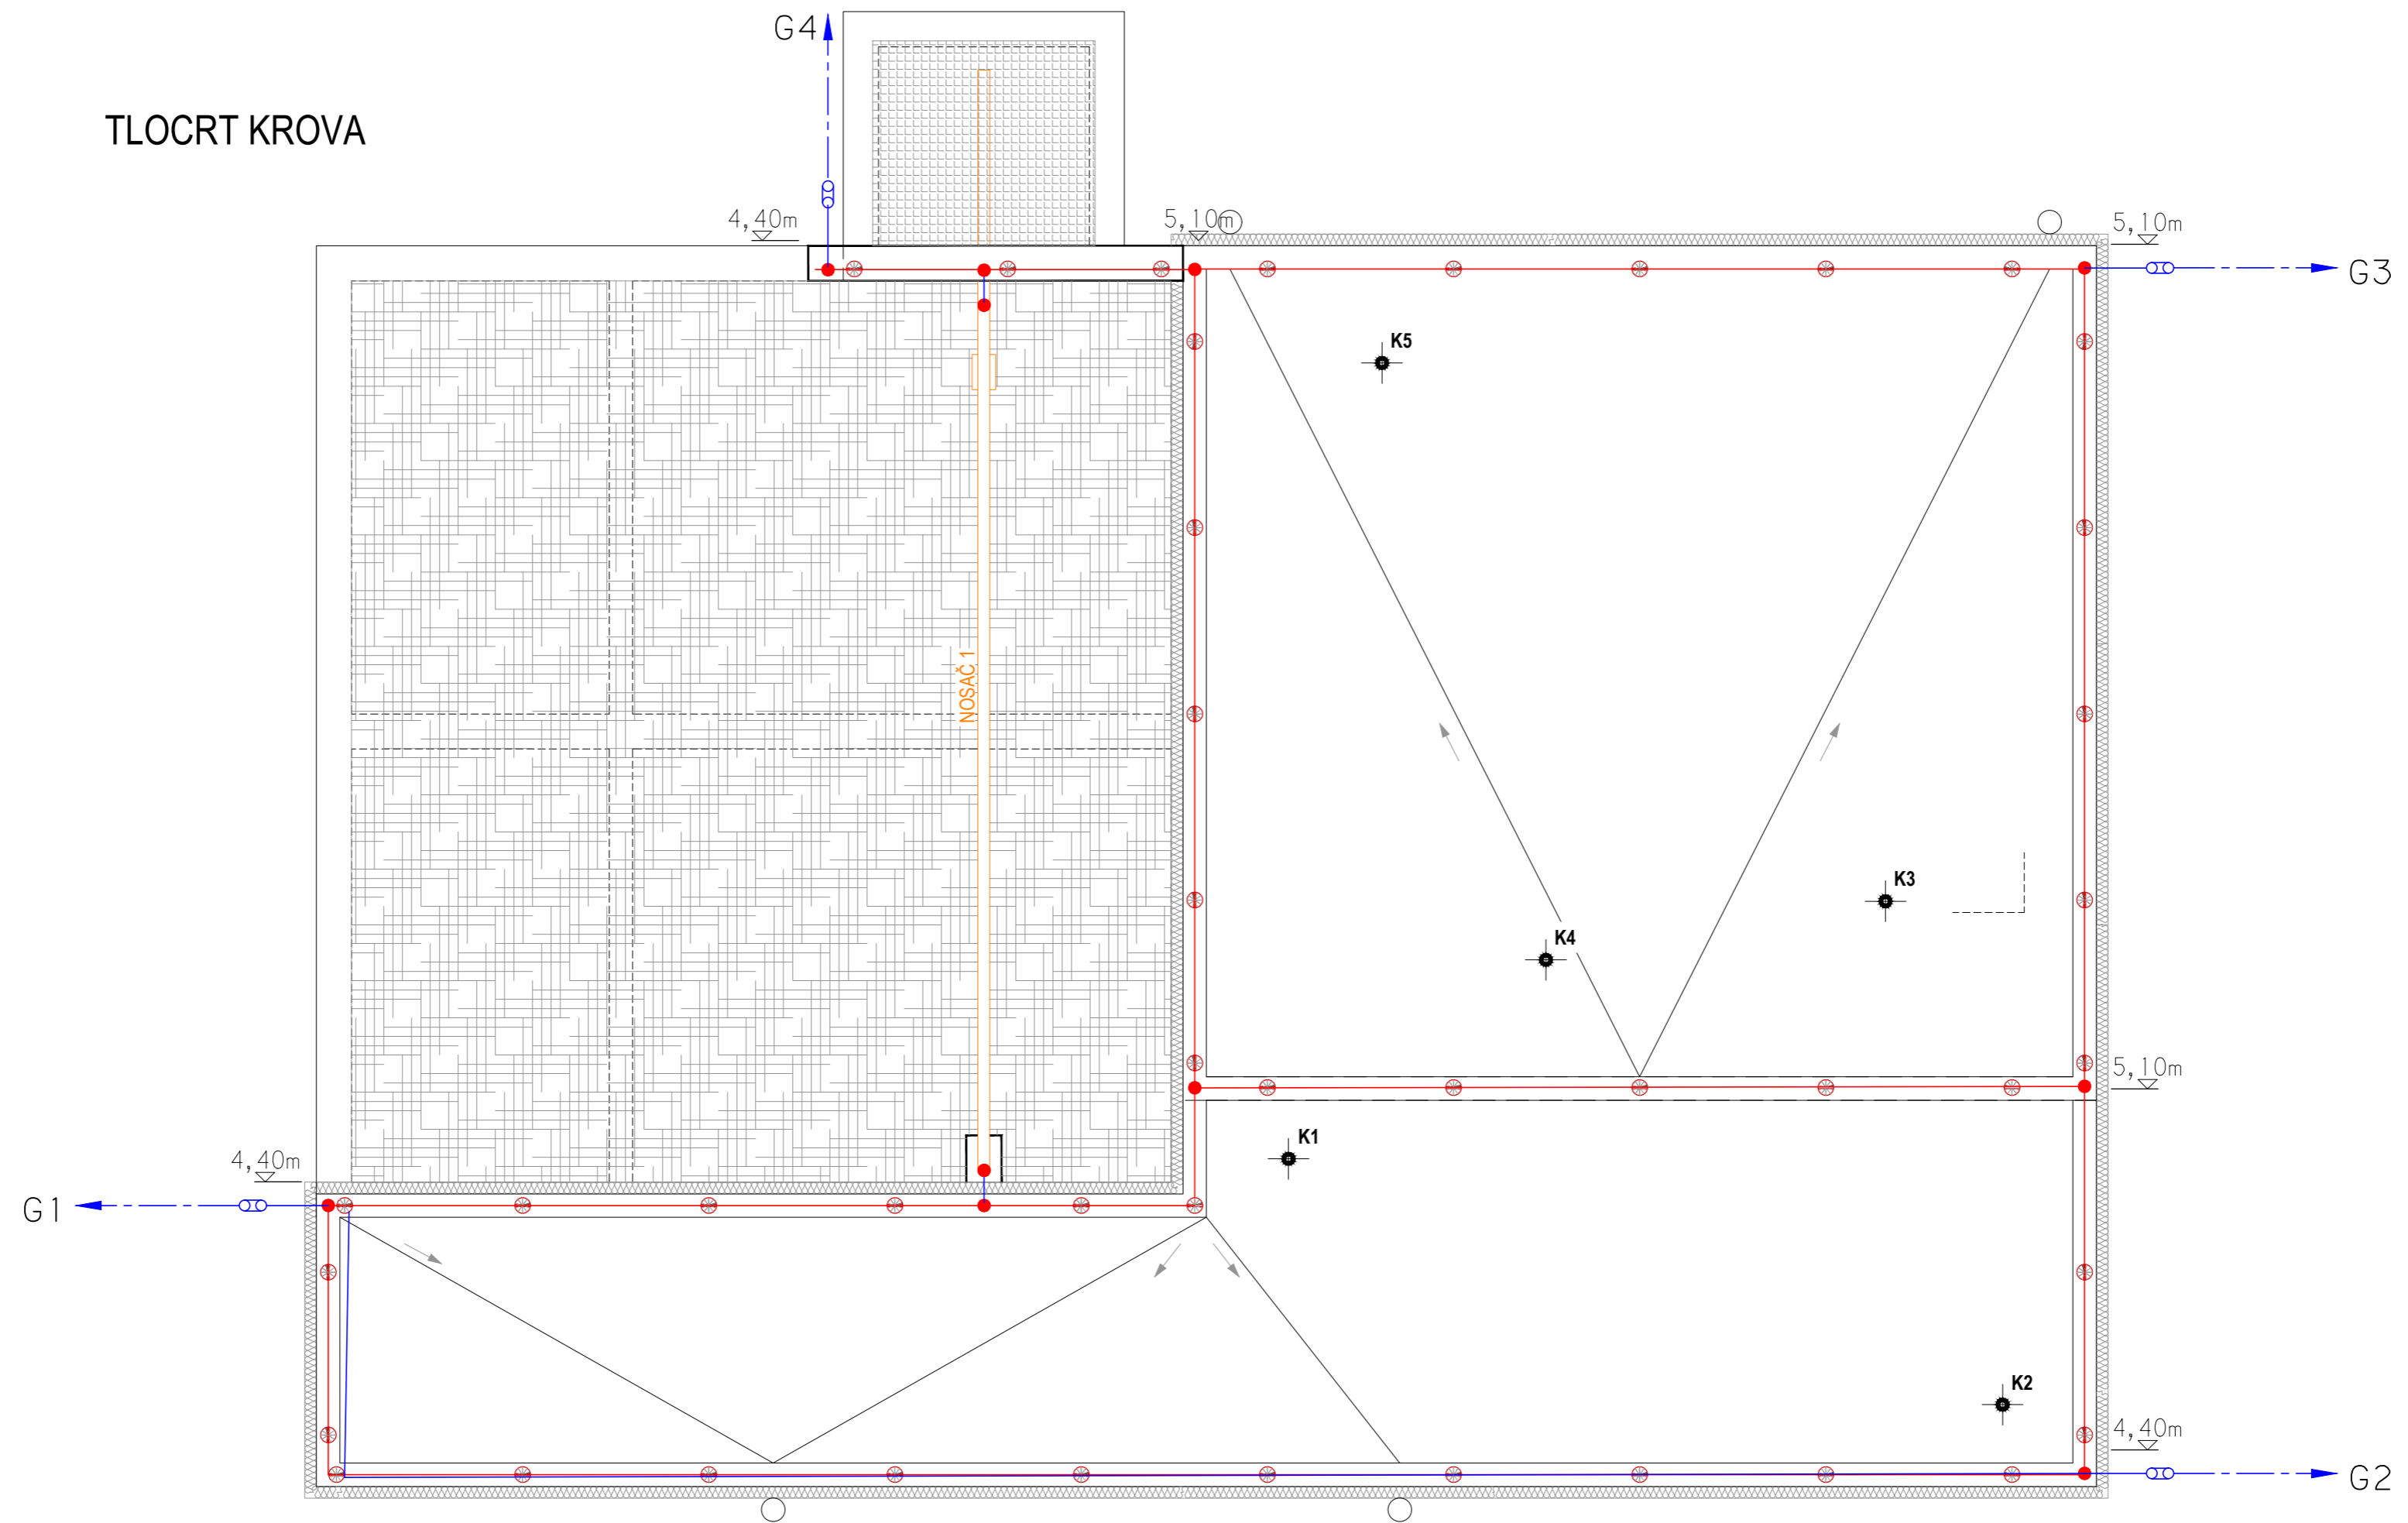 G4
TLOCRT KROVA
4,40m
5,10m
5,10m
G3
K5
NOSAČ 1
K3
K4
5,10m
K1
4,40m
G1
K2
4,40m
G2